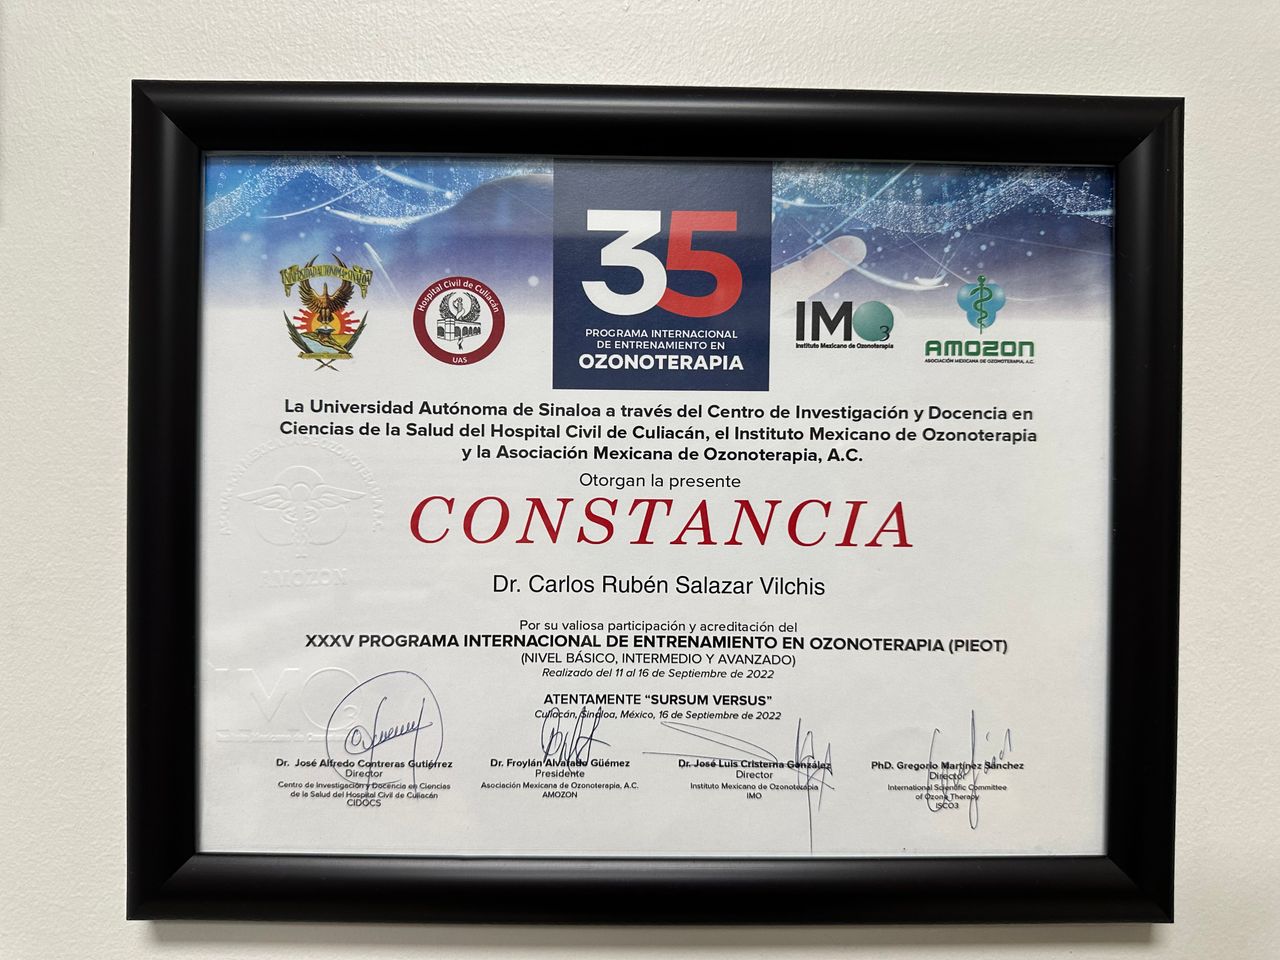 UNIVERSIDAD AUTONOMA DE SINALOA
Hospital Civil de Culiacán
UAS
35
PROGRAMA INTERNACIONAL
DE ENTRENAMIENTO EN
OZONOTERAPIA
IMO3
Instituto Mexicano de Ozonoterapia
AMOZON
ASOCIACIÓN MEXICANA DE OZONOTERAPIA, A.C.
La Universidad Autónoma de Sinaloa a través del Centro de Investigación y Docencia en
Ciencias de la Salud del Hospital Civil de Culiacán, el Instituto Mexicano de Ozonoterapia
y la Asociación Mexicana de Ozonoterapia, A.C.
Otorgan la presente
CONSTANCIA
AMOZON
Dr. Carlos Rubén Salazar Vilchis
Por su valiosa participación y acreditación del
XXXV PROGRAMA INTERNACIONAL DE ENTRENAMIENTO EN OZONOTERAPIA (PIEOT)
(NIVEL BÁSICO, INTERMEDIO Y AVANZADO)
Realizado del 11 al 16 de Septiembre de 2022
ATENTAMENTE “SURSUM VERSUS”
Culiacán, Sinaloa, México, 16 de Septiembre de 2022
Dr. José Alfredo Contreras Gutiérrez
Director
Centro de Investigación y Docencia en Ciencias
de la Salud del Hospital Civil de Culiacán
CIDOCS
Dr. Froylán Alvarado Güémez
Presidente
Asociación Mexicana de Ozonoterapia, A.C.
AMOZON
Dr. José Luis Cisterna González
Director
Instituto Mexicano de Ozonoterapia
IMO
PhD. Gregorio Martínez Sánchez
Director
International Scientific Committee
of Ozone Therapy
ISCO3